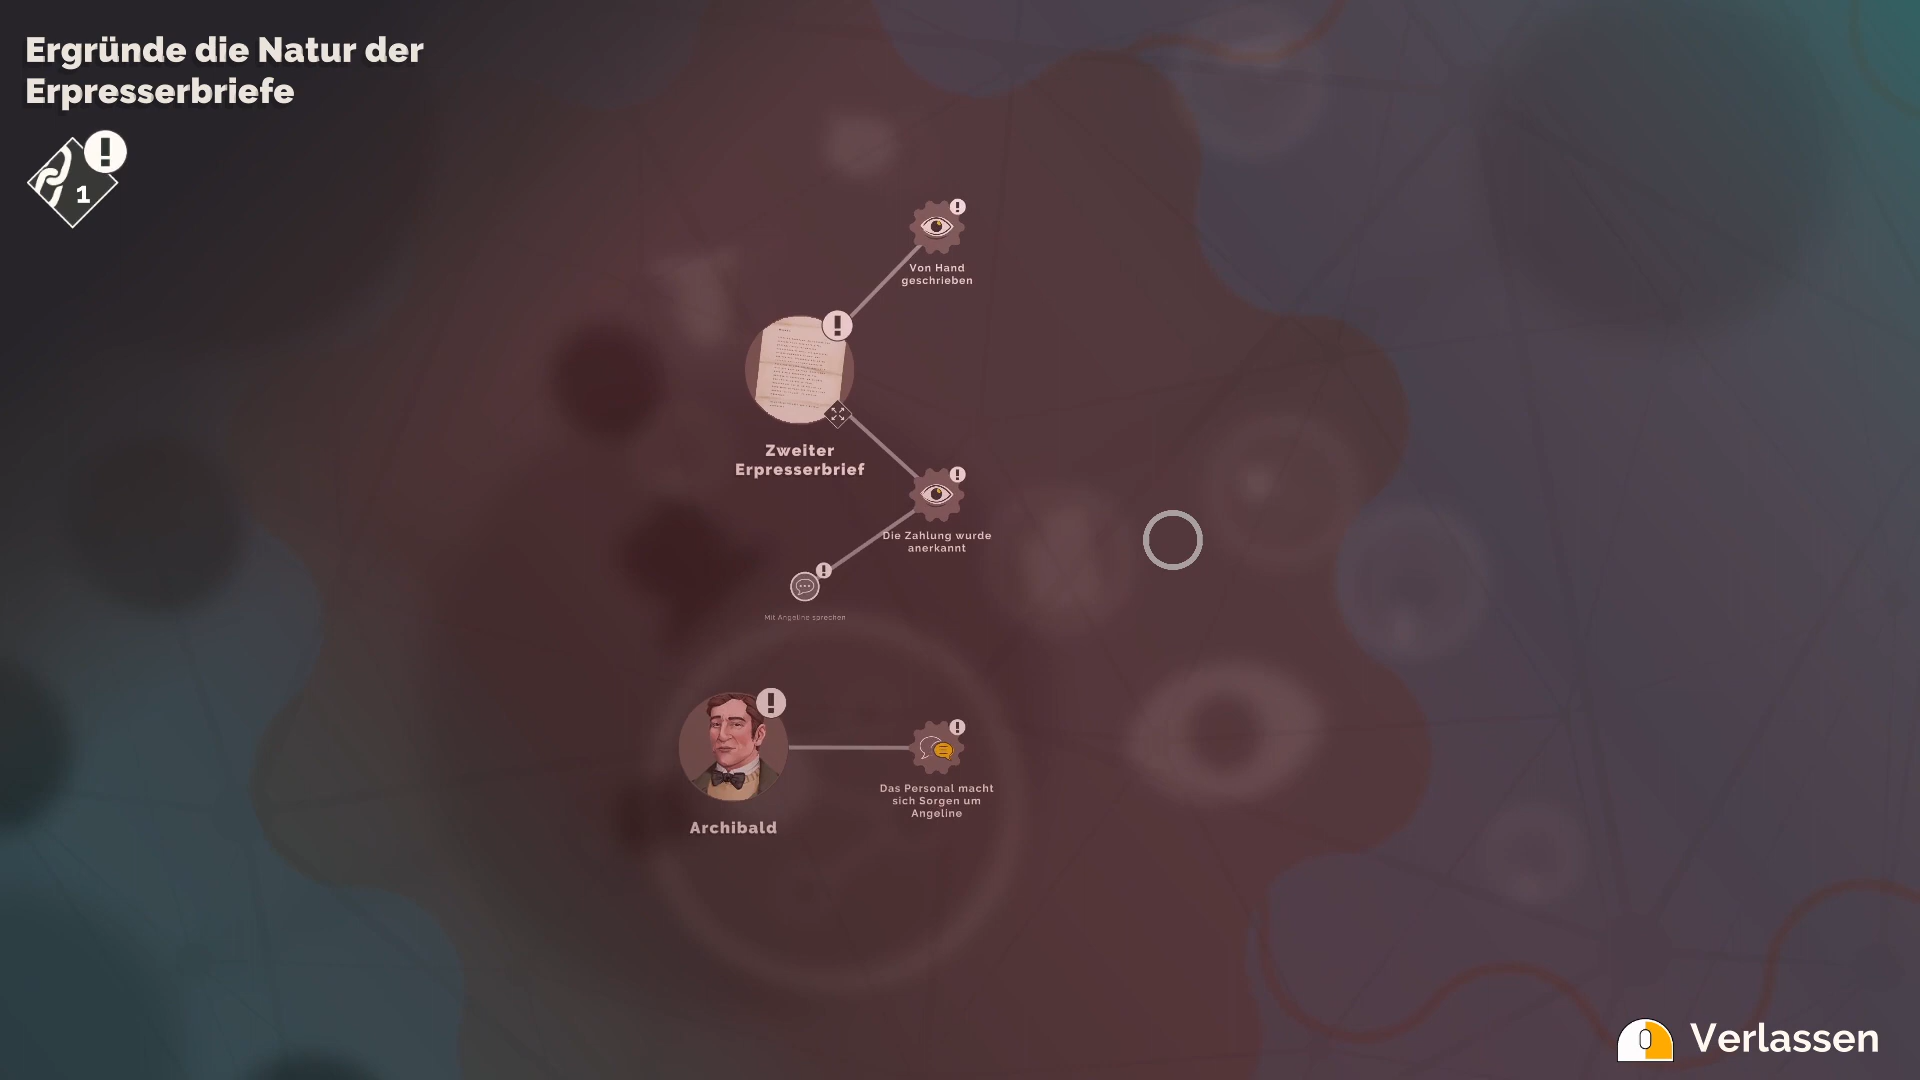 Ergründe die Natur der
Erpresserbriefe
1
Von Hand
geschrieben
Zweiter
Erpresserbrief
Die Zahlung wurde
anerkannt
Mit Angeline sprechen
Das Personal macht
sich Sorgen um
Angeline
Archibald
Verlassen